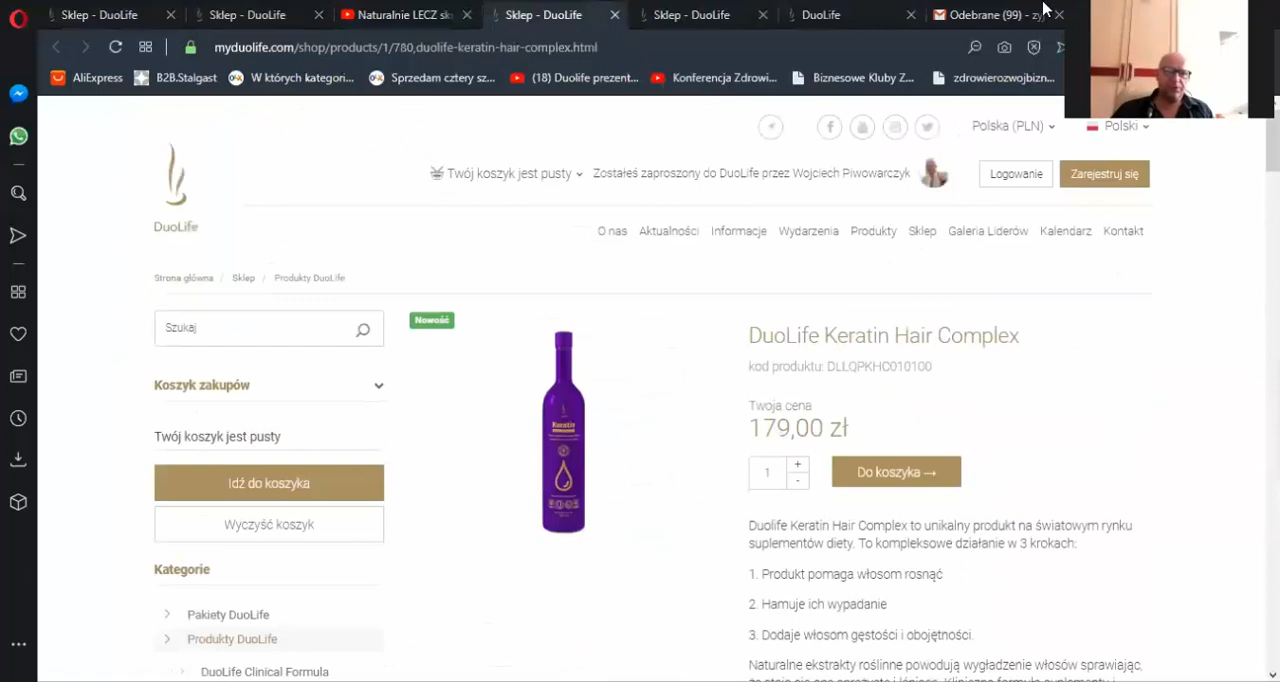 Sklep - DuoLife
Sklep - DuoLife
Naturalnie LECZ sk
Sklep - DuoLife
Sklep - DuoLife
DuoLife
Odebrane (99) - zy
myduolife.com/shop/products/1/780,duolife-keratin-hair-complex.html
AliExpress
B2B.Stalgast
W których kategori...
Sprzedam cztery sz...
(18) Duolife prezent...
Konferencja Zdrowi...
Biznesowe Kluby Z...
zdrowierozwojbizn...
Polska (PLN)
Polski
Twój koszyk jest pusty
Zostałeś zaproszony do DuoLife przez Wojciech Piwowarczyk
Logowanie
Zarejestruj się
DuoLife
O nas
Aktualności
Informacje
Wydarzenia
Produkty
Sklep
Galeria Liderów
Kalendarz
Kontakt
Strona główna / Sklep / Produkty DuoLife
Szukaj
Koszyk zakupów
Twój koszyk jest pusty
Idź do koszyka
Wyczyść koszyk
Kategorie
Pakiety DuoLife
Produkty DuoLife
DuoLife Clinical Formula
Nowość
Keratin
DuoLife Keratin Hair Complex
kod produktu: DLLQPKHC010100
Twoja cena
179,00 zł
1
+
-
Do koszyka →
Duolife Keratin Hair Complex to unikalny produkt na światowym rynku
suplementów diety. To kompleksowe działanie w 3 krokach:
1. Produkt pomaga włosom rosnąć
2. Hamuje ich wypadanie
3. Dodaje włosom gęstości i obojętności.
Naturalne ekstrakty roślinne powodują wygładzenie włosów sprawiając,